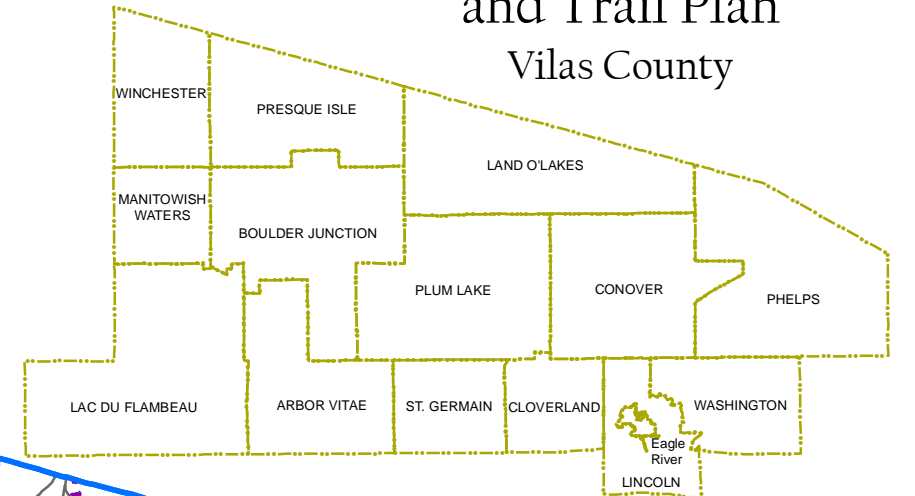 and Trail Plan
Vilas County
WINCHESTER
PRESQUE ISLE
LAND O'LAKES
MANITOWISH
WATERS
BOULDER JUNCTION
PLUM LAKE
CONOVER
PHELPS
LAC DU FLAMBEAU
ARBOR VITAE
ST. GERMAIN
CLOVERLAND
WASHINGTON
Eagle
River
LINCOLN